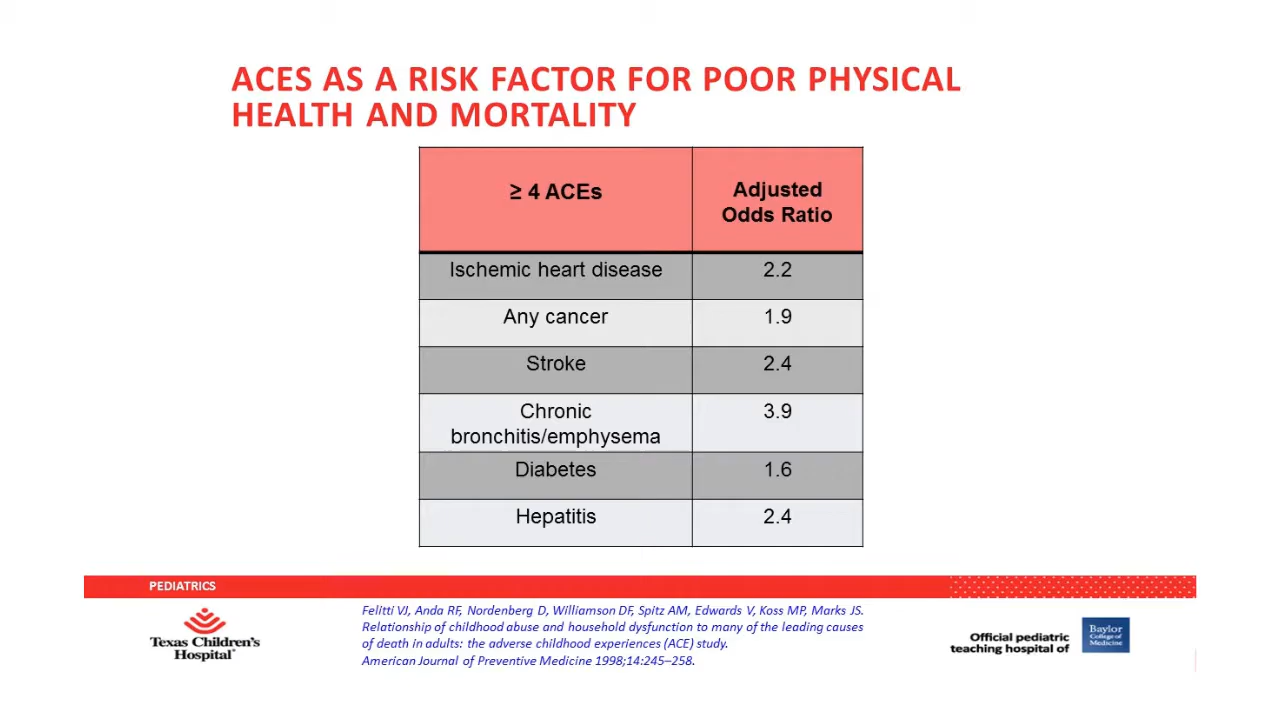 ACES AS A RISK FACTOR FOR POOR PHYSICAL
HEALTH AND MORTALITY
≥ 4 ACEs
Adjusted
Odds Ratio
Ischemic heart disease
2.2
Any cancer
1.9
Stroke
2.4
Chronic
bronchitis/emphysema
3.9
Diabetes
1.6
Hepatitis
2.4
PEDIATRICS
Texas Children's
Hospital®
Felitti VJ, Anda RF, Nordenberg D, Williamson DF, Spitz AM, Edwards V, Koss MP, Marks JS.
Relationship of childhood abuse and household dysfunction to many of the leading causes
of death in adults: the adverse childhood experiences (ACE) study.
American Journal of Preventive Medicine 1998;14:245–258.
Official pediatric
teaching hospital of
Baylor
College of
Medicine